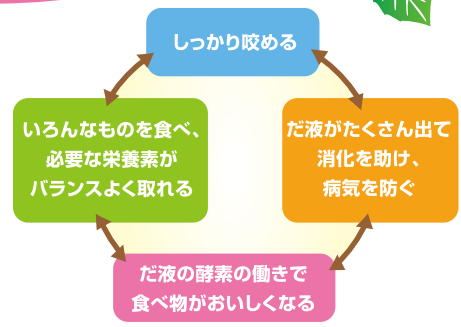 しっかり咬める
だ液がたくさん出て
消化を助け、
病気を防ぐ
だ液の酵素の働きで
食べ物がおいしくなる
いろんなものを食べ、
必要な栄養素が
バランスよく取れる